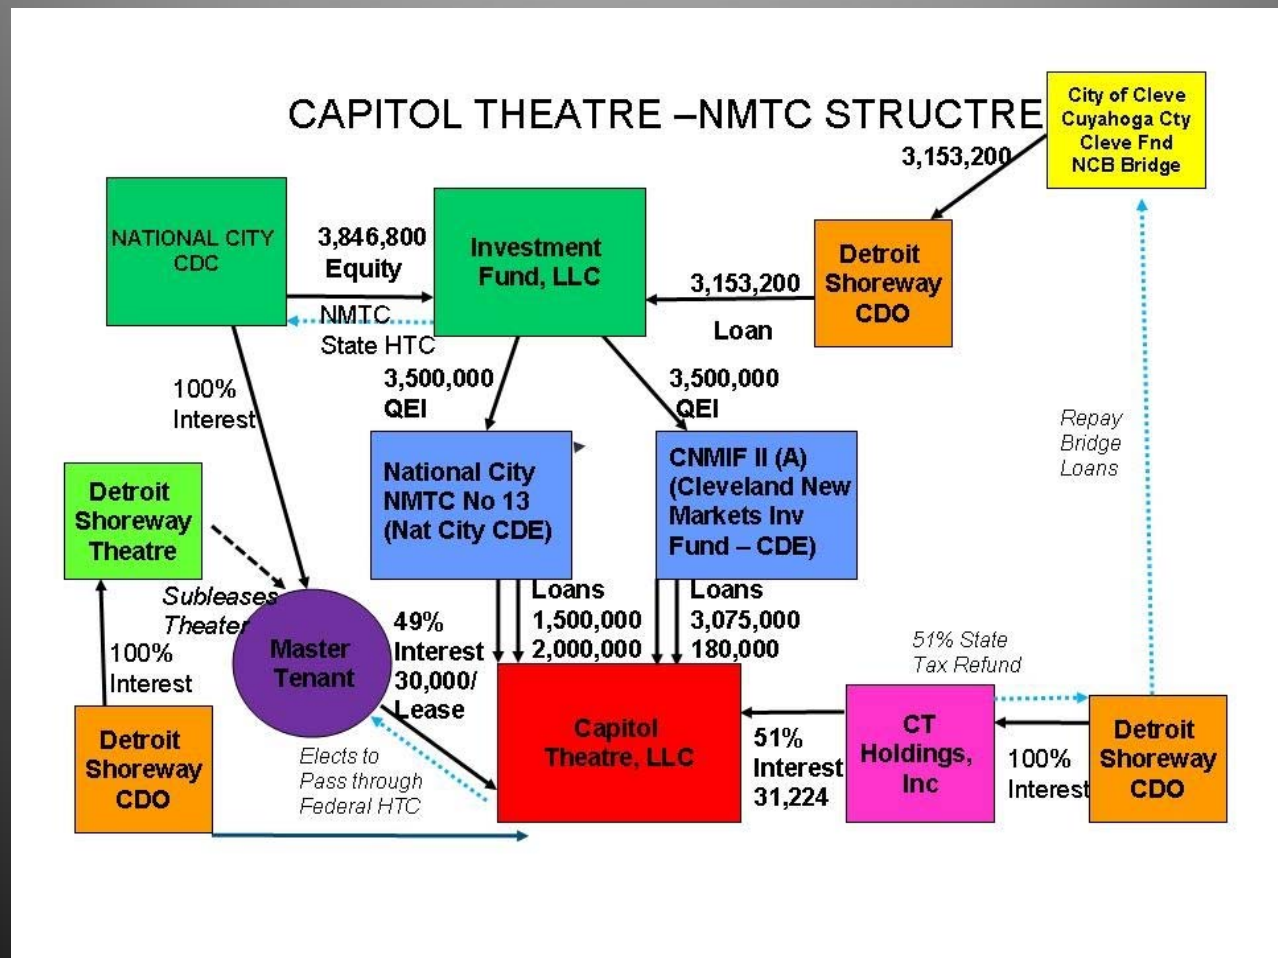 CAPITOL THEATRE –NMTC STRUCTRE
City of Cleve
Cuyahoga Cty
Cleve Fnd
NCB Bridge
3,153,200
NATIONAL CITY
CDC
3,846,800
Equity
Investment
Fund, LLC
3,153,200
Loan
Detroit
Shoreway
CDO
NMTC
State HTC
100%
Interest
3,500,000
QEI
3,500,000
QEI
Repay
Bridge
Loans
Detroit
Shoreway
Theatre
National City
NMTC No 13
(Nat City CDE)
CNMIF II (A)
(Cleveland New
Markets Inv
Fund – CDE)
Subleases
Theater
100%
Interest
Master
Tenant
49%
Interest
30,000/
Lease
Loans
1,500,000
2,000,000
Loans
3,075,000
180,000
51% State
Tax Refund
Detroit
Shoreway
CDO
Elects to
Pass through
Federal HTC
Capitol
Theatre, LLC
51%
Interest
31,224
CT
Holdings,
Inc
100%
Interest
Detroit
Shoreway
CDO